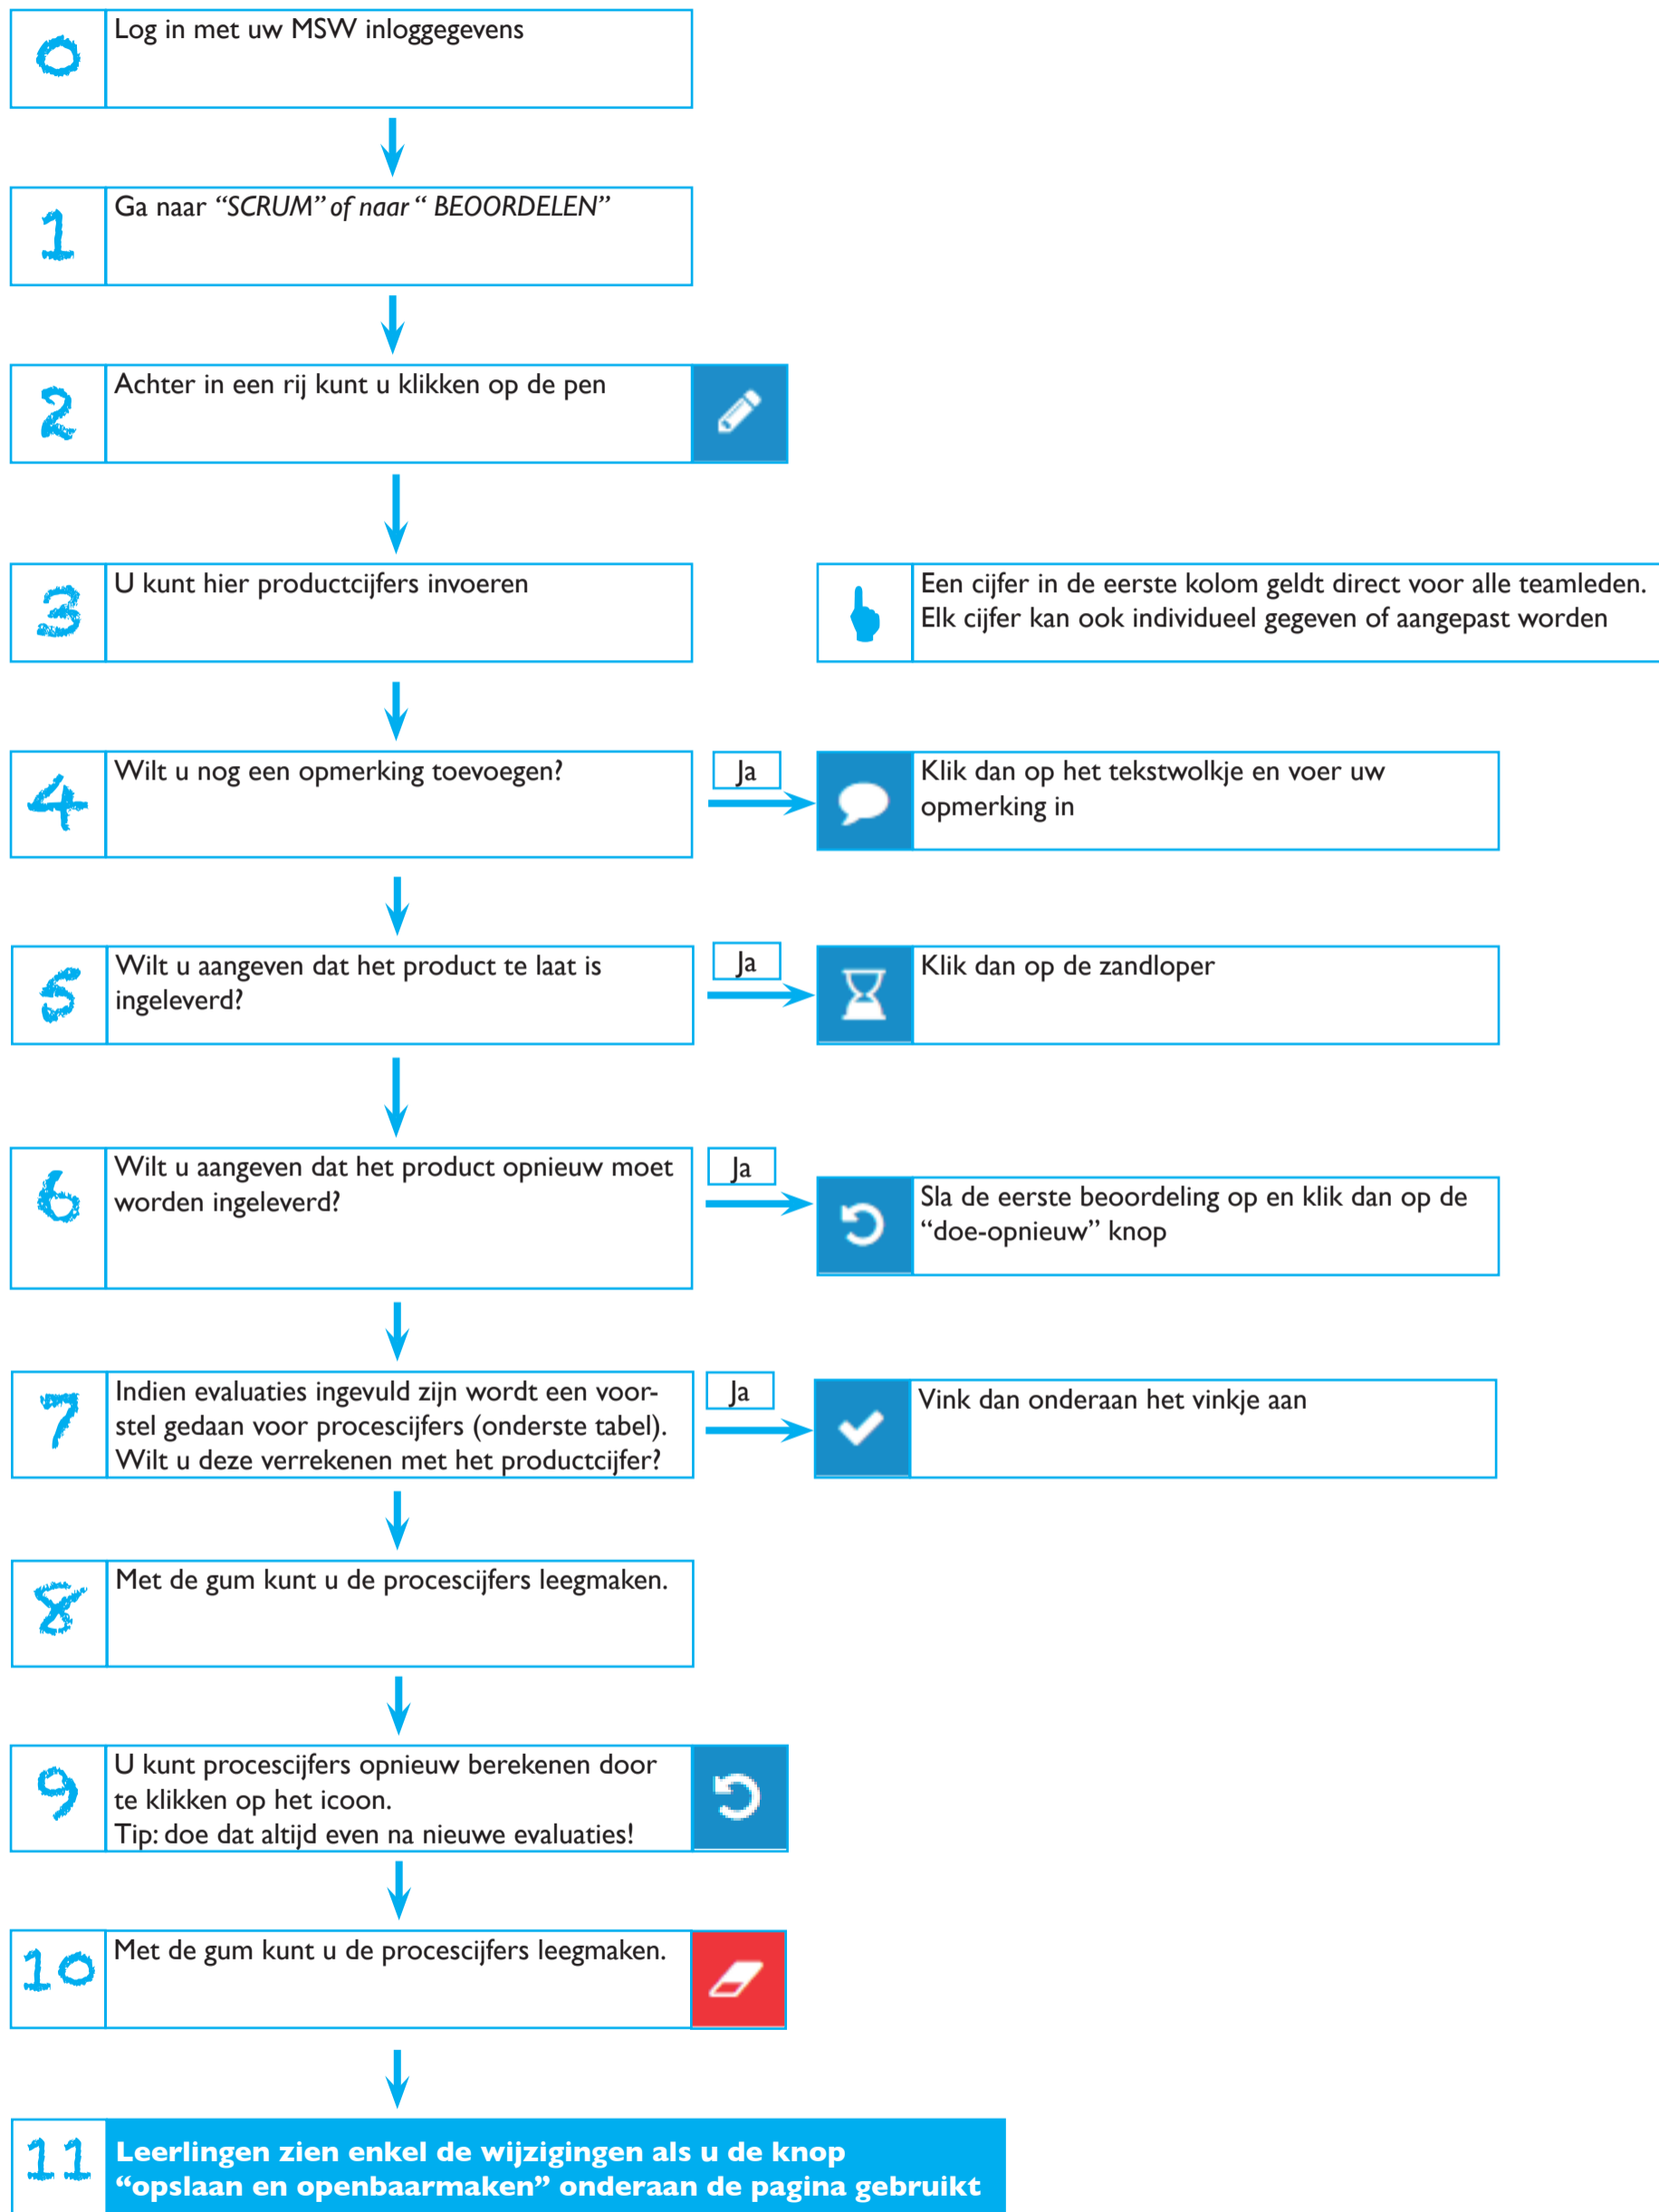 0
Log in met uw MSW inloggegevens
1
Ga naar “SCRUM” of naar “ BEOORDELEN”
2
Achter in een rij kunt u klikken op de pen
3
U kunt hier productcijfers invoeren
Een cijfer in de eerste kolom geldt direct voor alle teamleden.
Elk cijfer kan ook individueel gegeven of aangepast worden
4
Wilt u nog een opmerking toevoegen?
Ja
Klik dan op het tekstwolkje en voer uw
opmerking in
5
Wilt u aangeven dat het product te laat is
ingeleverd?
Ja
Klik dan op de zandloper
6
Wilt u aangeven dat het product opnieuw moet
worden ingeleverd?
Ja
Sla de eerste beoordeling op en klik dan op de
“doe-opnieuw” knop
7
Indien evaluaties ingevuld zijn wordt een voor-
stel gedaan voor procescijfers (onderste tabel).
Wilt u deze verrekenen met het productcijfer?
Ja
Vink dan onderaan het vinkje aan
8
Met de gum kunt u de procescijfers leegmaken.
9
U kunt procescijfers opnieuw berekenen door
te klikken op het icoon.
Tip: doe dat altijd even na nieuwe evaluaties!
10
Met de gum kunt u de procescijfers leegmaken.
11
Leerlingen zien enkel de wijzigingen als u de knop
“opslaan en openbaarmaken” onderaan de pagina gebruikt